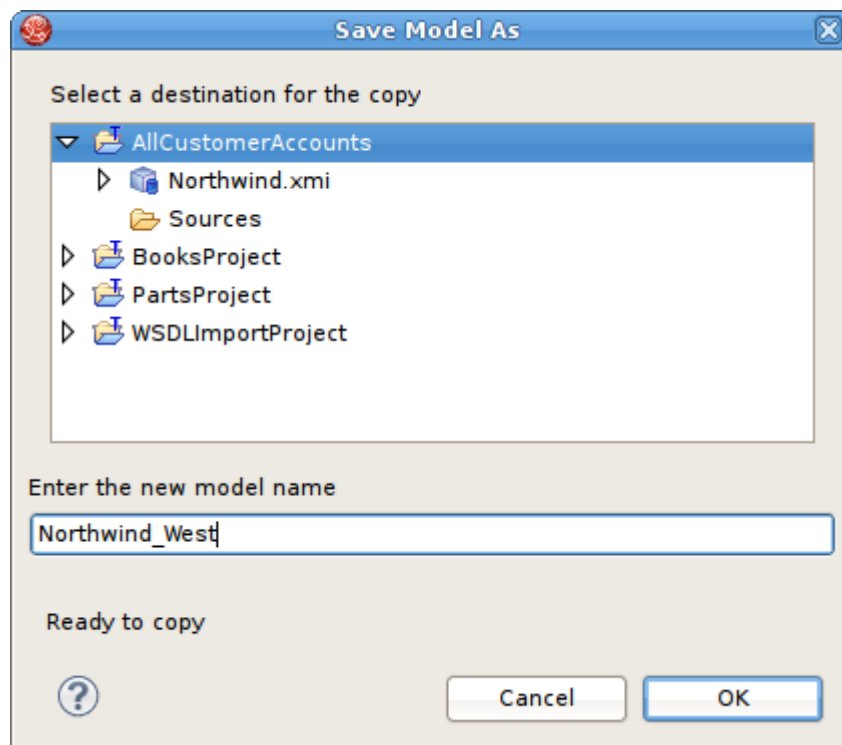 Save Model As
Select a destination for the copy
AllCustomerAccounts
Northwind.xmi
Sources
BooksProject
PartsProject
WSDLImportProject
Enter the new model name
Northwind_West
Ready to copy
? Cancel OK